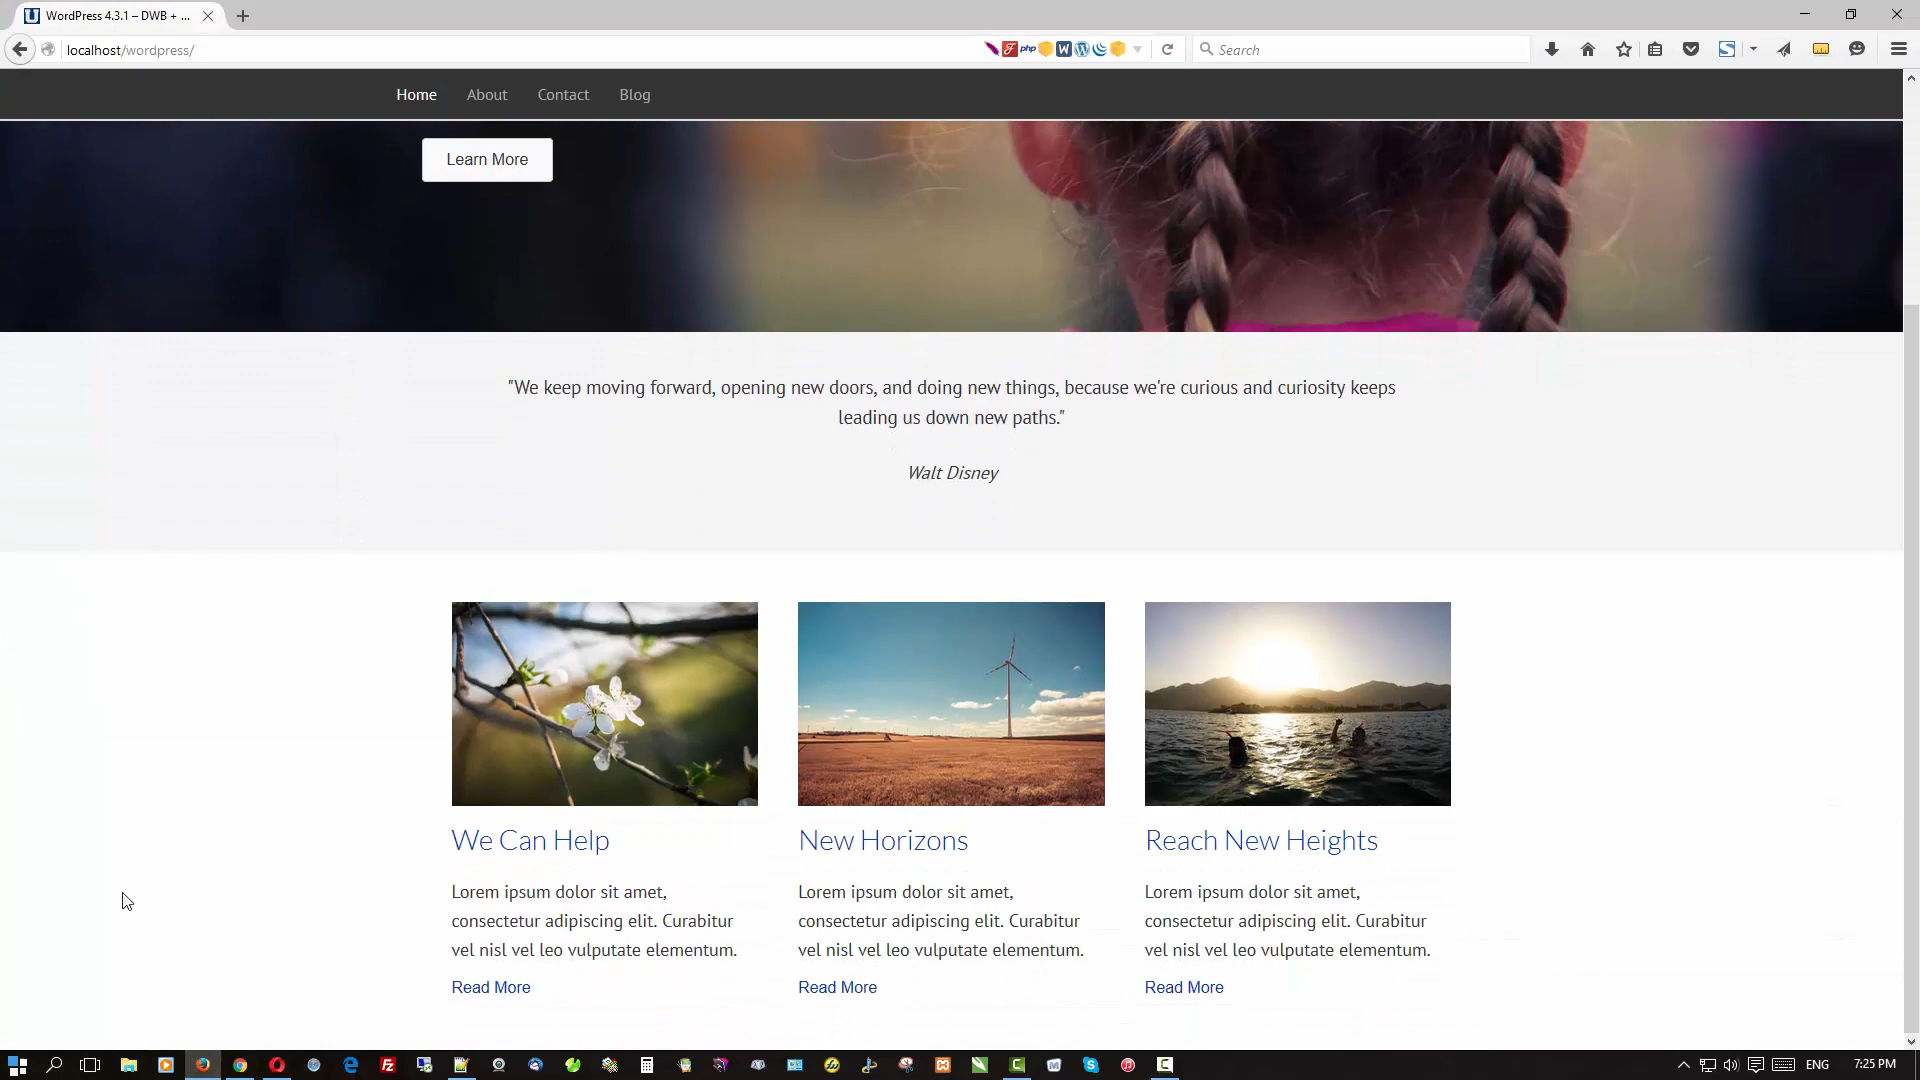 WordPress 4.3.1 – DWB + ...
localhost/wordpress/
php
W
Search
Home About Contact Blog
Learn More
"We keep moving forward, opening new doors, and doing new things, because we're curious and curiosity keeps
leading us down new paths."
Walt Disney
We Can Help
Lorem ipsum dolor sit amet,
consectetur adipiscing elit. Curabitur
vel nisl vel leo vulputate elementum.
Read More
New Horizons
Lorem ipsum dolor sit amet,
consectetur adipiscing elit. Curabitur
vel nisl vel leo vulputate elementum.
Read More
Reach New Heights
Lorem ipsum dolor sit amet,
consectetur adipiscing elit. Curabitur
vel nisl vel leo vulputate elementum.
Read More
ENG
7:25 PM